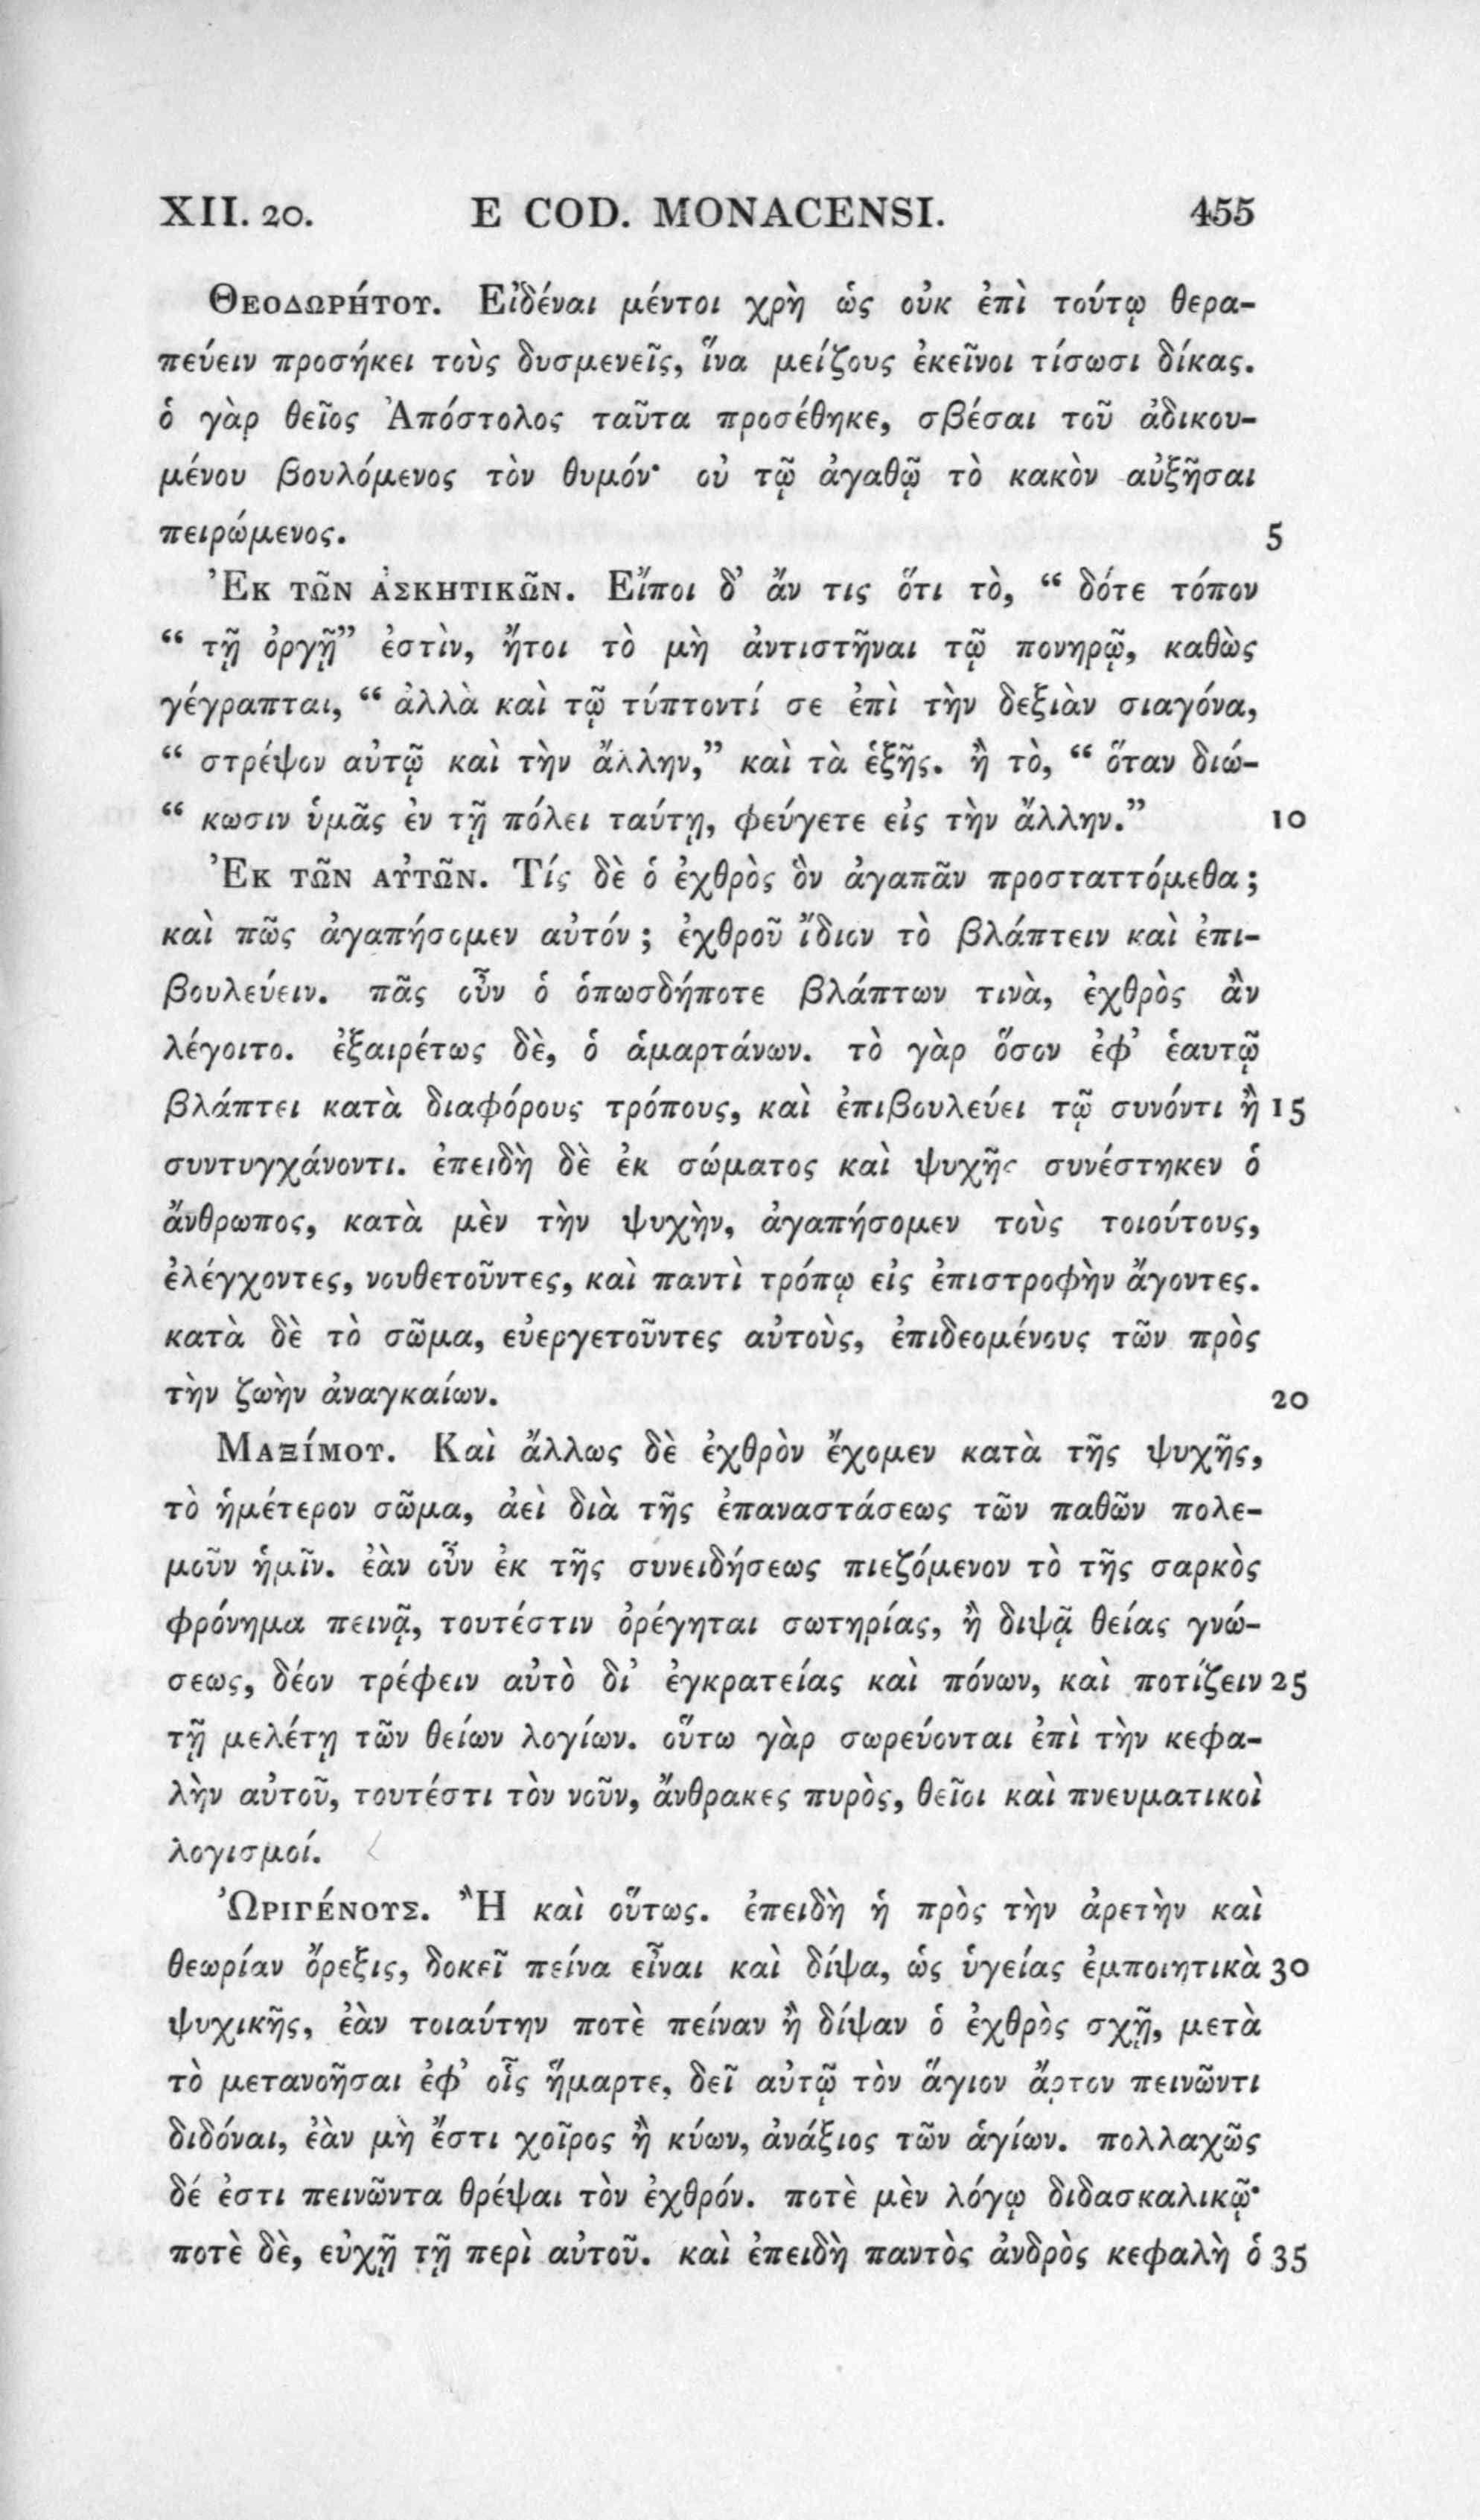 XII. 20. E COD. MONACENSI. 455
Θεοδωρήτου. Εἰδέναι μέντοι χρὴ ὡς οὐκ ἐπὶ τούτῳ θερα-
πεύειν προσήκει τοὺς δυσμενεῖς, ἵνα μείζους ἐκεῖνοι τίσωσι δίκας.
ὁ γὰρ θεῖος Ἀπόστολος ταῦτα προσέθηκε, σβέσαι τοῦ ἀδικου-
μένου βουλόμενος τὸν θυμόν· οὐ τῷ ἀγαθῷ τὸ κακὸν αὐξῆσαι
πειρώμενος. 5
Ἐκ τῶν ἀσκητικῶν. Εἴποι δ’ ἄν τις ὅτι τὸ, “ δότε τόπον
“ τῇ ὀργῇ” ἐστὶν, ἤτοι τὸ μὴ ἀντιστῆναι τῷ πονηρῷ, καθὼς
γέγραπται, “ ἀλλὰ καὶ τῷ τύπτοντί σε ἐπὶ τὴν δεξιὰν σιαγόνα,
“ στρέψον αὐτῷ καὶ τὴν ἄλλην,” καὶ τὰ ἑξῆς. ἢ τὸ, “ ὅταν διώ-
“ κωσιν ὑμᾶς ἐν τῇ πόλει ταύτῃ, φεύγετε εἰς τὴν ἄλλην.” 10
Ἐκ τῶν αὐτῶν. Τίς δὲ ὁ ἐχθρὸς ὃν ἀγαπᾶν προσταττόμεθα;
καὶ πῶς ἀγαπήσομεν αὐτόν; ἐχθροῦ ἴδιον τὸ βλάπτειν καὶ ἐπι-
βουλεύειν. πᾶς οὖν ὁ ὁπωσδήποτε βλάπτων τινὰ, ἐχθρὸς ἂν
λέγοιτο. ἐξαιρέτως δὲ, ὁ ἁμαρτάνων. τὸ γὰρ ὅσον ἐφ’ ἑαυτῷ
βλάπτει κατὰ διαφόρους τρόπους, καὶ ἐπιβουλεύει τῷ συνόντι ἢ 15
συντυγχάνοντι. ἐπειδὴ δὲ ἐκ σώματος καὶ ψυχῆς συνέστηκεν ὁ
ἄνθρωπος, κατὰ μὲν τὴν ψυχὴν, ἀγαπήσομεν τοὺς τοιούτους,
ἐλέγχοντες, νουθετοῦντες, καὶ παντὶ τρόπῳ εἰς ἐπιστροφὴν ἄγοντες.
κατὰ δὲ τὸ σῶμα, εὐεργετοῦντες αὐτοὺς, ἐπιδεομένους τῶν πρὸς
τὴν ζωὴν ἀναγκαίων. 20
Μαξίμου. Καὶ ἄλλως δὲ ἐχθρὸν ἔχομεν κατὰ τῆς ψυχῆς,
τὸ ἡμέτερον σῶμα, ἀεὶ διὰ τῆς ἐπαναστάσεως τῶν παθῶν πολε-
μοῦν ἡμῖν. ἐὰν οὖν ἐκ τῆς συνειδήσεως πιεζόμενον τὸ τῆς σαρκὸς
φρόνημα πεινᾷ, τουτέστιν ὀρέγηται σωτηρίας, ἢ διψᾷ θείας γνώ-
σεως, δέον τρέφειν αὐτὸ δι’ ἐγκρατείας καὶ πόνων, καὶ ποτίζειν 25
τῇ μελέτῃ τῶν θείων λογίων. οὕτω γὰρ σωρεύονται ἐπὶ τὴν κεφα-
λὴν αὐτοῦ, τουτέστι τὸν νοῦν, ἄνθρακες πυρὸς, θεῖοι καὶ πνευματικοὶ
λογισμοί.
Ὠριγένους. Ἢ καὶ οὕτως. ἐπειδὴ ἡ πρὸς τὴν ἀρετὴν καὶ
θεωρίαν ὄρεξις, δοκεῖ πείνα εἶναι καὶ δίψα, ὡς ὑγείας ἐμποιητικὰ 30
ψυχικῆς, ἐὰν τοιαύτην ποτὲ πείναν ἢ δίψαν ὁ ἐχθρὸς σχῇ, μετὰ
τὸ μετανοῆσαι ἐφ’ οἷς ἥμαρτε, δεῖ αὐτῷ τὸν ἅγιον ἄρτον πεινῶντι
διδόναι, ἐὰν μὴ ἔστι χοῖρος ἢ κύων, ἀνάξιος τῶν ἁγίων. πολλαχῶς
δέ ἐστι πεινῶντα θρέψαι τὸν ἐχθρόν. ποτὲ μὲν λόγῳ διδασκαλικῷ·
ποτὲ δὲ, εὐχῇ τῇ περὶ αὐτοῦ. καὶ ἐπειδὴ παντὸς ἀνδρὸς κεφαλὴ ὁ 35